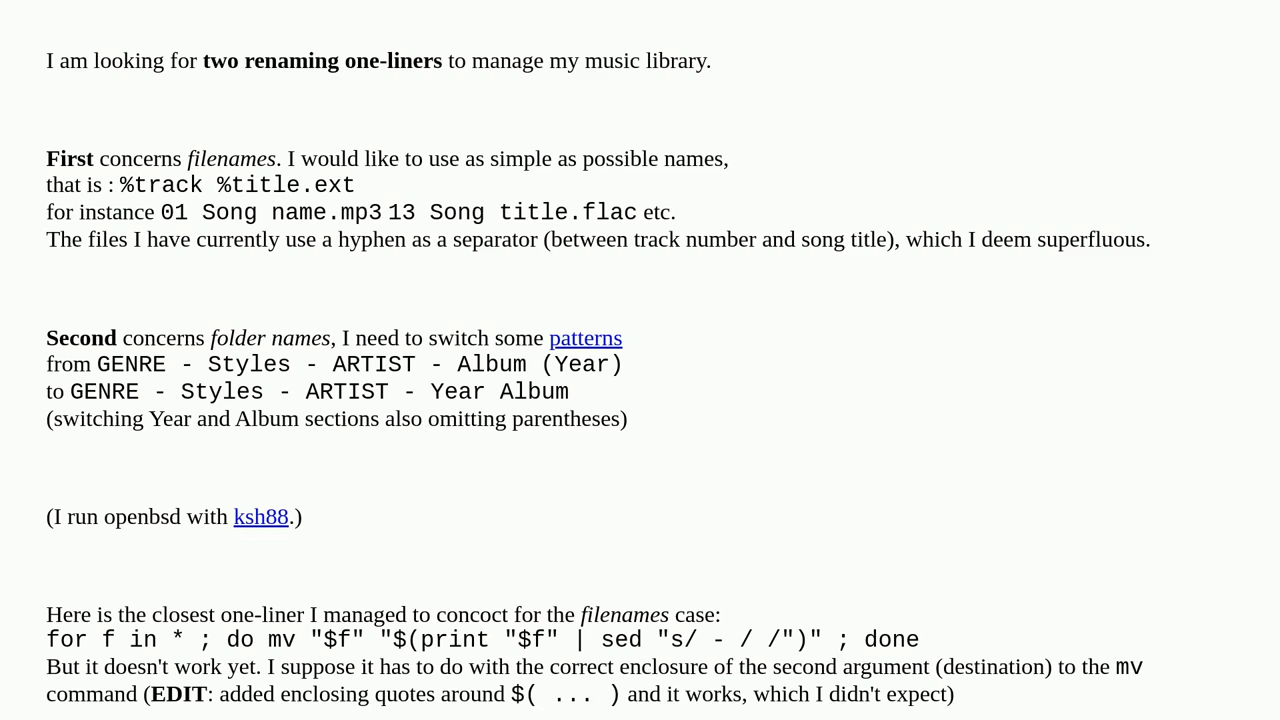 I am looking for two renaming one-liners to manage my music library.
First concerns filenames. I would like to use as simple as possible names,
that is : %track %title.ext
for instance 01 Song name.mp3 13 Song title.flac etc.
The files I have currently use a hyphen as a separator (between track number and song title), which I deem superfluous.
Second concerns folder names, I need to switch some patterns
from GENRE - Styles - ARTIST - Album (Year)
to GENRE - Styles - ARTIST - Year Album
(switching Year and Album sections also omitting parentheses)
(I run openbsd with ksh88.)
Here is the closest one-liner I managed to concoct for the filenames case:
for f in * ; do mv "$f" "$(print "$f" | sed "s/ - / /")" ; done
But it doesn't work yet. I suppose it has to do with the correct enclosure of the second argument (destination) to the mv
command (EDIT: added enclosing quotes around $( ... ) and it works, which I didn't expect)